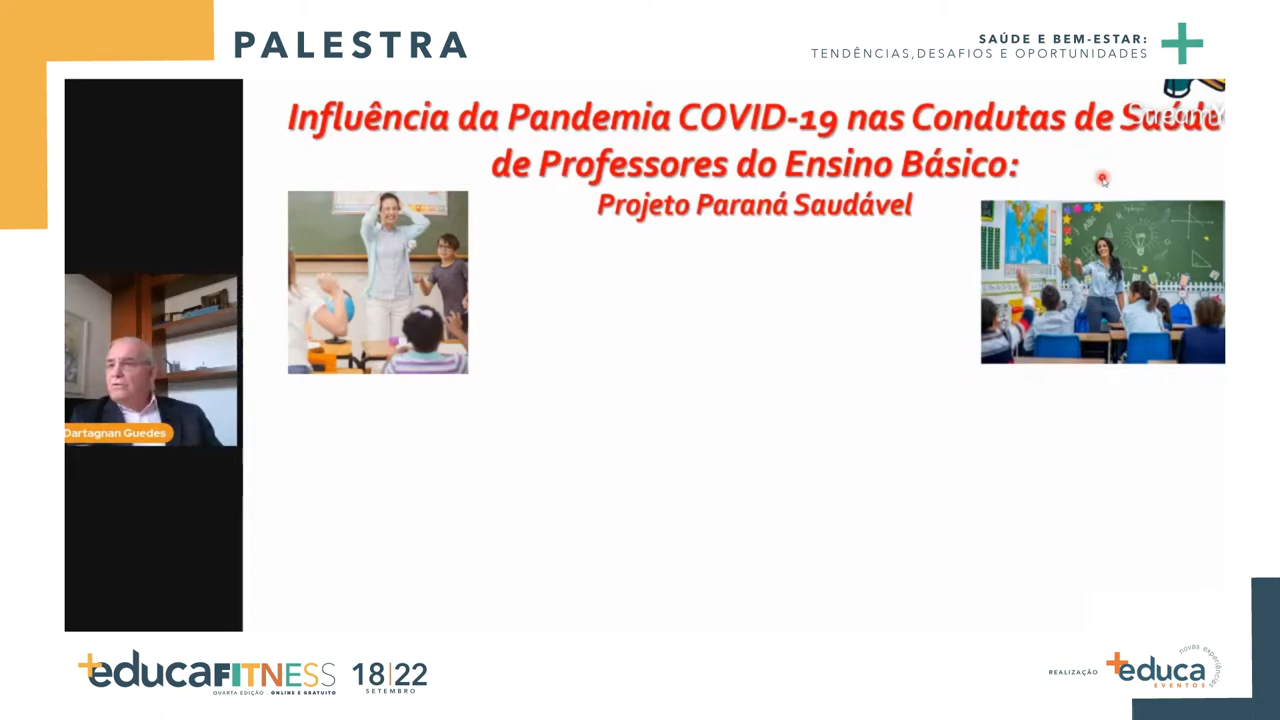 PALESTRA
SAÚDE E BEM-ESTAR:
TENDÊNCIAS,DESAFIOS E OPORTUNIDADES
Influência da Pandemia COVID-19 nas Condutas de Saúde
de Professores do Ensino Básico:
Projeto Paraná Saudável
StreamY
Dartagnan Guedes
+educaFITNESS
QUARTA EDIÇÃO - ONLINE E GRATUITO
18|22
SETEMBRO
REALIZAÇÃO
+educa
EVENTOS
novas experiências